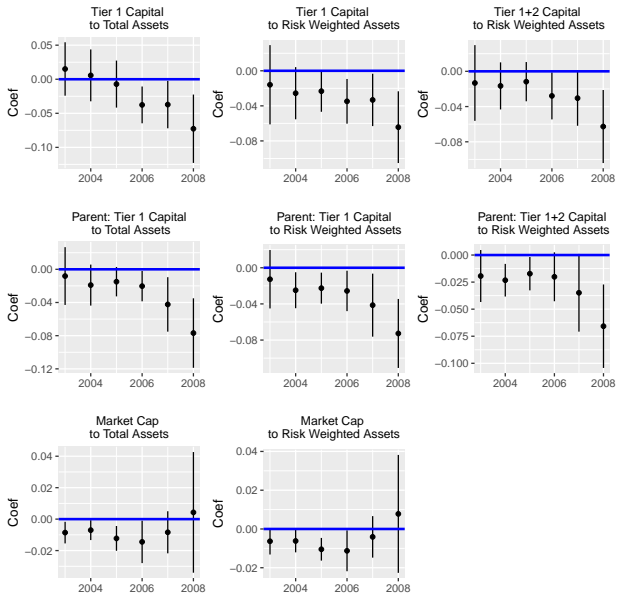 Tier 1 Capital
to Total Assets
Tier 1 Capital
to Risk Weighted Assets
Tier 1+2 Capital
to Risk Weighted Assets
Coef
0.05
0.00
−0.05
−0.10
2004
2006
2008
Coef
0.00
−0.04
−0.08
2004
2006
2008
Coef
0.00
−0.04
−0.08
2004
2006
2008
Parent: Tier 1 Capital
to Total Assets
Parent: Tier 1 Capital
to Risk Weighted Assets
Parent: Tier 1+2 Capital
to Risk Weighted Assets
Coef
0.00
−0.04
−0.08
−0.12
2004
2006
2008
Coef
0.00
−0.04
−0.08
2004
2006
2008
Coef
0.000
−0.025
−0.050
−0.075
−0.100
2004
2006
2008
Market Cap
to Total Assets
Market Cap
to Risk Weighted Assets
Coef
0.04
0.02
0.00
−0.02
2004
2006
2008
Coef
0.04
0.02
0.00
−0.02
2004
2006
2008